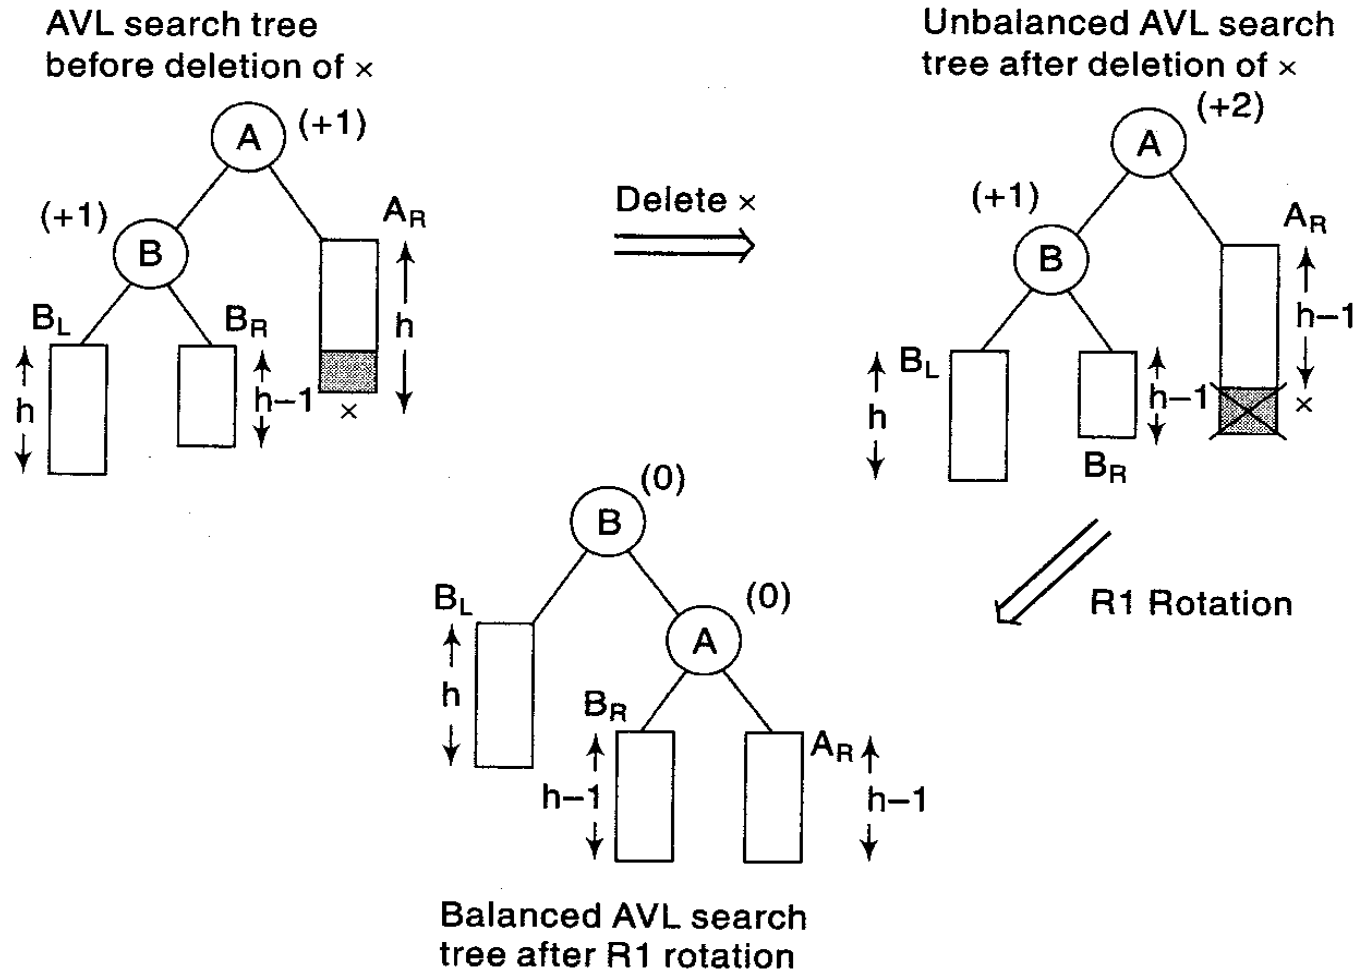 AVL search tree
before deletion of ×
Unbalanced AVL search
tree after deletion of ×
A (+1)
(+1) B
A_R
B_L
B_R
h
h–1
h
×
Delete ×
(+2)
A
(+1)
B
A_R
h–1
B_L
h
h–1
×
B_R
R1 Rotation
(0)
B
(0)
A
B_L
h
B_R
h–1
A_R
h–1
Balanced AVL search
tree after R1 rotation